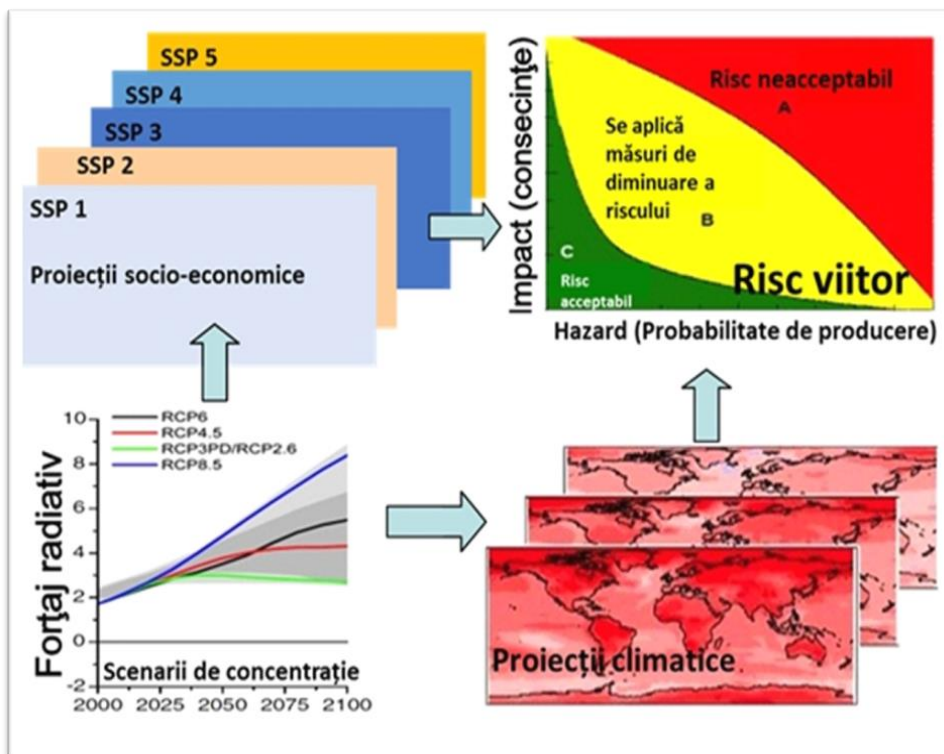 SSP 5
SSP 4
SSP 3
SSP 2
SSP 1
Proiecții socio-economice
Impact (consecințe)
Risc neacceptabil
A
Se aplică
măsuri de
diminuare a
riscului
B
C
Risc
acceptabil
Risc viitor
Hazard (Probabilitate de producere)
Forțaj radiativ
10
8
6
4
2
0
-2
RCP6
RCP4.5
RCP3PD/RCP2.6
RCP8.5
Scenarii de concentrație
2000 2025 2050 2075 2100
Proiecții climatice